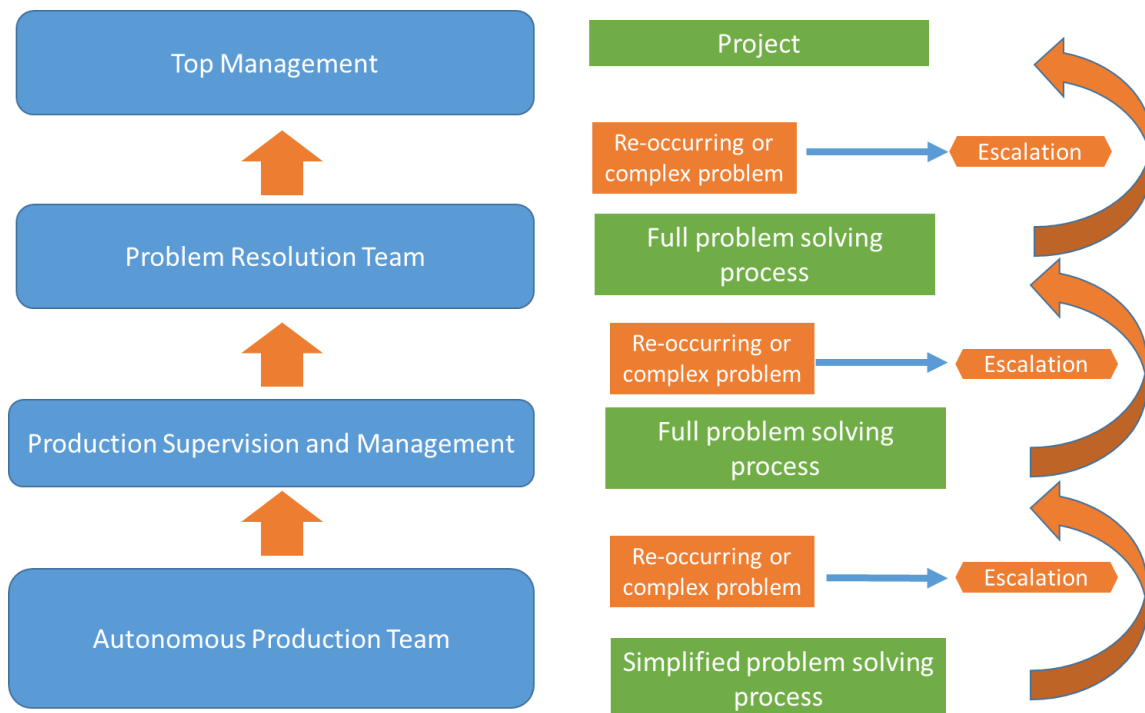 Top Management
Project
Re-occurring or
complex problem
Escalation
Problem Resolution Team
Full problem solving
process
Re-occurring or
complex problem
Escalation
Production Supervision and Management
Full problem solving
process
Re-occurring or
complex problem
Escalation
Autonomous Production Team
Simplified problem solving
process